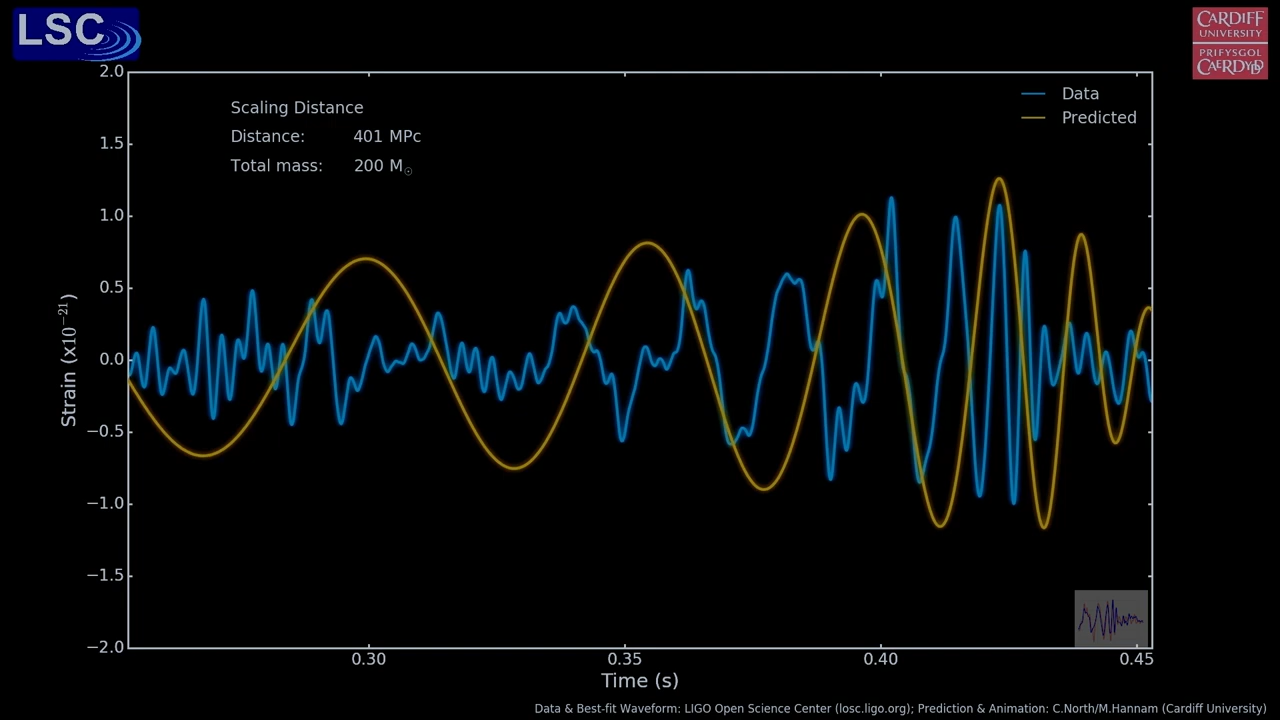 LSC
CARDIFF
UNIVERSITY
PRIFYSGOL
CAERDYDD
Scaling Distance
Distance: 401 MPc
Total mass: 200 M☉
Data
Predicted
2.0
1.5
1.0
0.5
0.0
−0.5
−1.0
−1.5
−2.0
Strain (x10⁻²¹)
0.30 0.35 0.40 0.45
Time (s)
Data & Best-fit Waveform: LIGO Open Science Center (losc.ligo.org); Prediction & Animation: C.North/M.Hannam (Cardiff University)